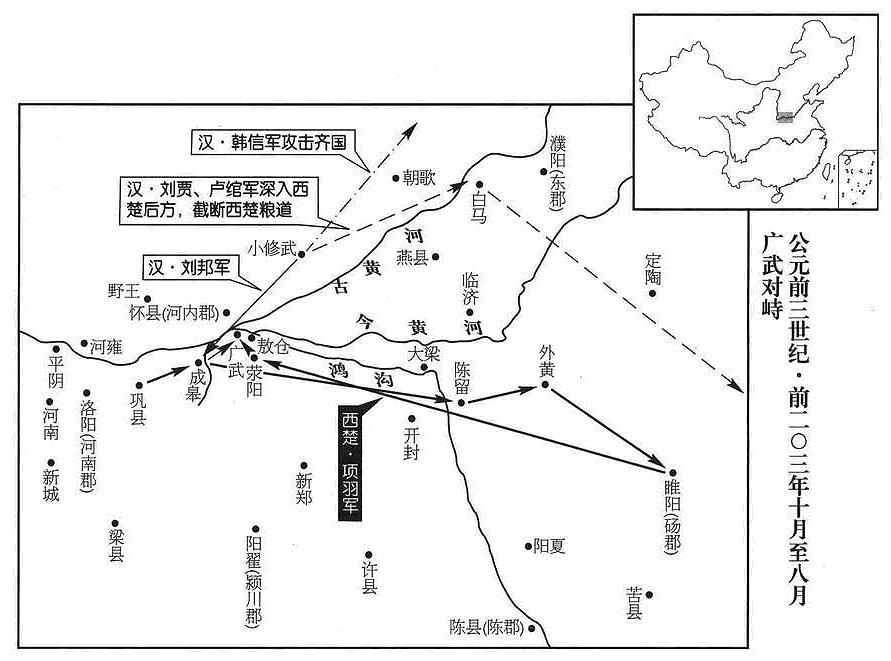 公元前三世纪·前二〇三年十月至八月
广武对峙
汉·韩信军攻击齐国
汉·刘贾、卢绾军深入西
楚后方，截断西楚粮道
汉·刘邦军
西楚·项羽军
朝歌
白马
濮阳(东郡)
小修武
古黄河
燕县
临济
定陶
野王
怀县(河内郡)
今黄河
河雍
平阴
广武
敖仓
荥阳
鸿沟
大梁
陈留
外黄
成皋
巩县
河南
洛阳(河南郡)
新城
开封
新郑
睢阳(砀郡)
梁县
阳翟(颍川郡)
许县
阳夏
苦县
陈县(陈郡)